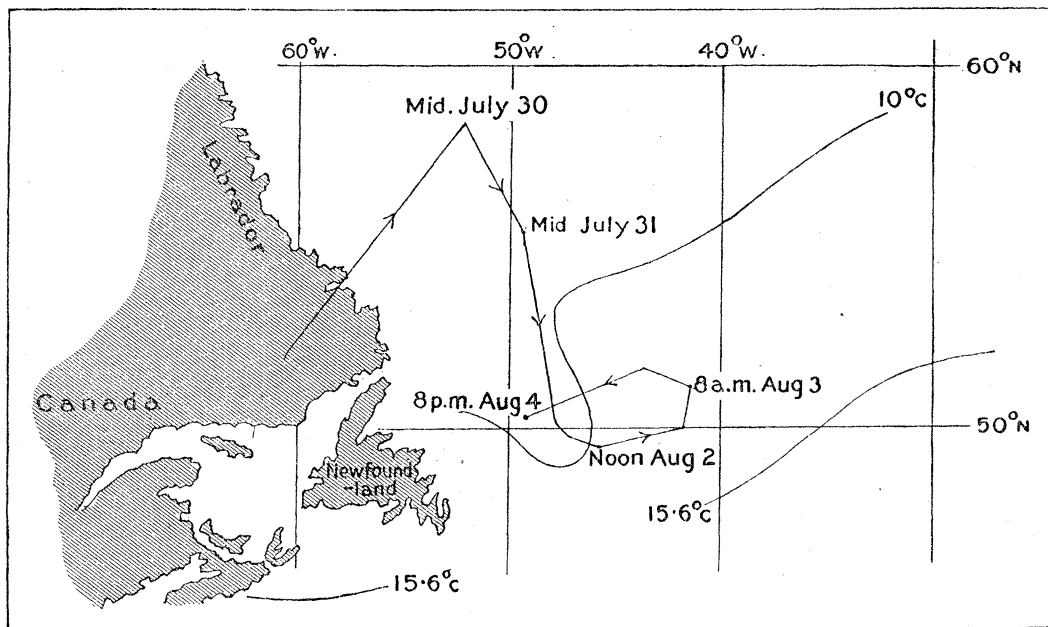 60°W.
50°W.
40°W.
60°N
Mid. July 30
10°C
Labrador
Mid July 31
8 a.m. Aug 3
Canada
8 p.m. Aug 4
50°N
Noon Aug 2
Newfound-
-land
15·6°C
15·6°C